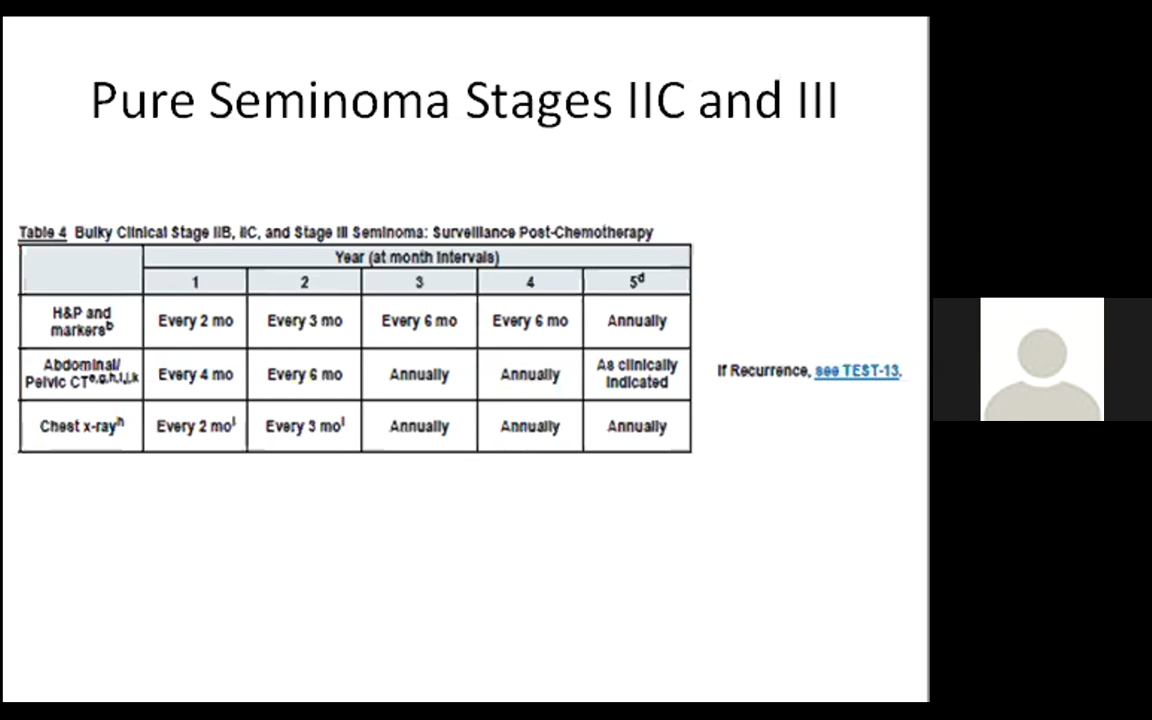 Pure Seminoma Stages IIC and III
Table 4 Bulky Clinical Stage IIB, IIC, and Stage III Seminoma: Surveillance Post-Chemotherapy
Year (at month intervals)
1 2 3 4 5d
H&P and markersb Every 2 mo Every 3 mo Every 6 mo Every 6 mo Annually
Abdominal/ Pelvic CTe,g,h,i,j,k Every 4 mo Every 6 mo Annually Annually As clinically indicated
Chest x-rayh Every 2 mol Every 3 mol Annually Annually Annually
If Recurrence, see TEST-13.